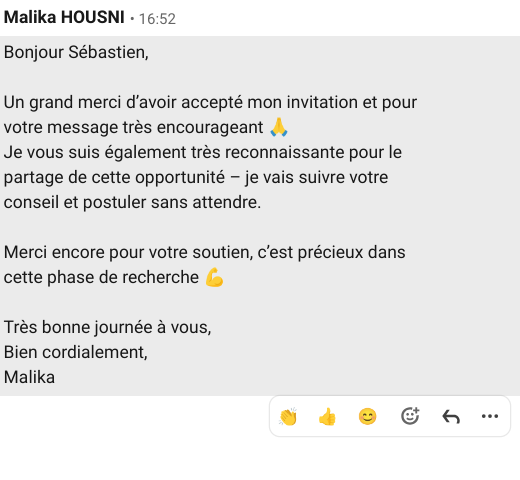 Malika HOUSNI • 16:52
Bonjour Sébastien,
Un grand merci d’avoir accepté mon invitation et pour
votre message très encourageant 🙏
Je vous suis également très reconnaissante pour le
partage de cette opportunité – je vais suivre votre
conseil et postuler sans attendre.
Merci encore pour votre soutien, c’est précieux dans
cette phase de recherche 💪
Très bonne journée à vous,
Bien cordialement,
Malika